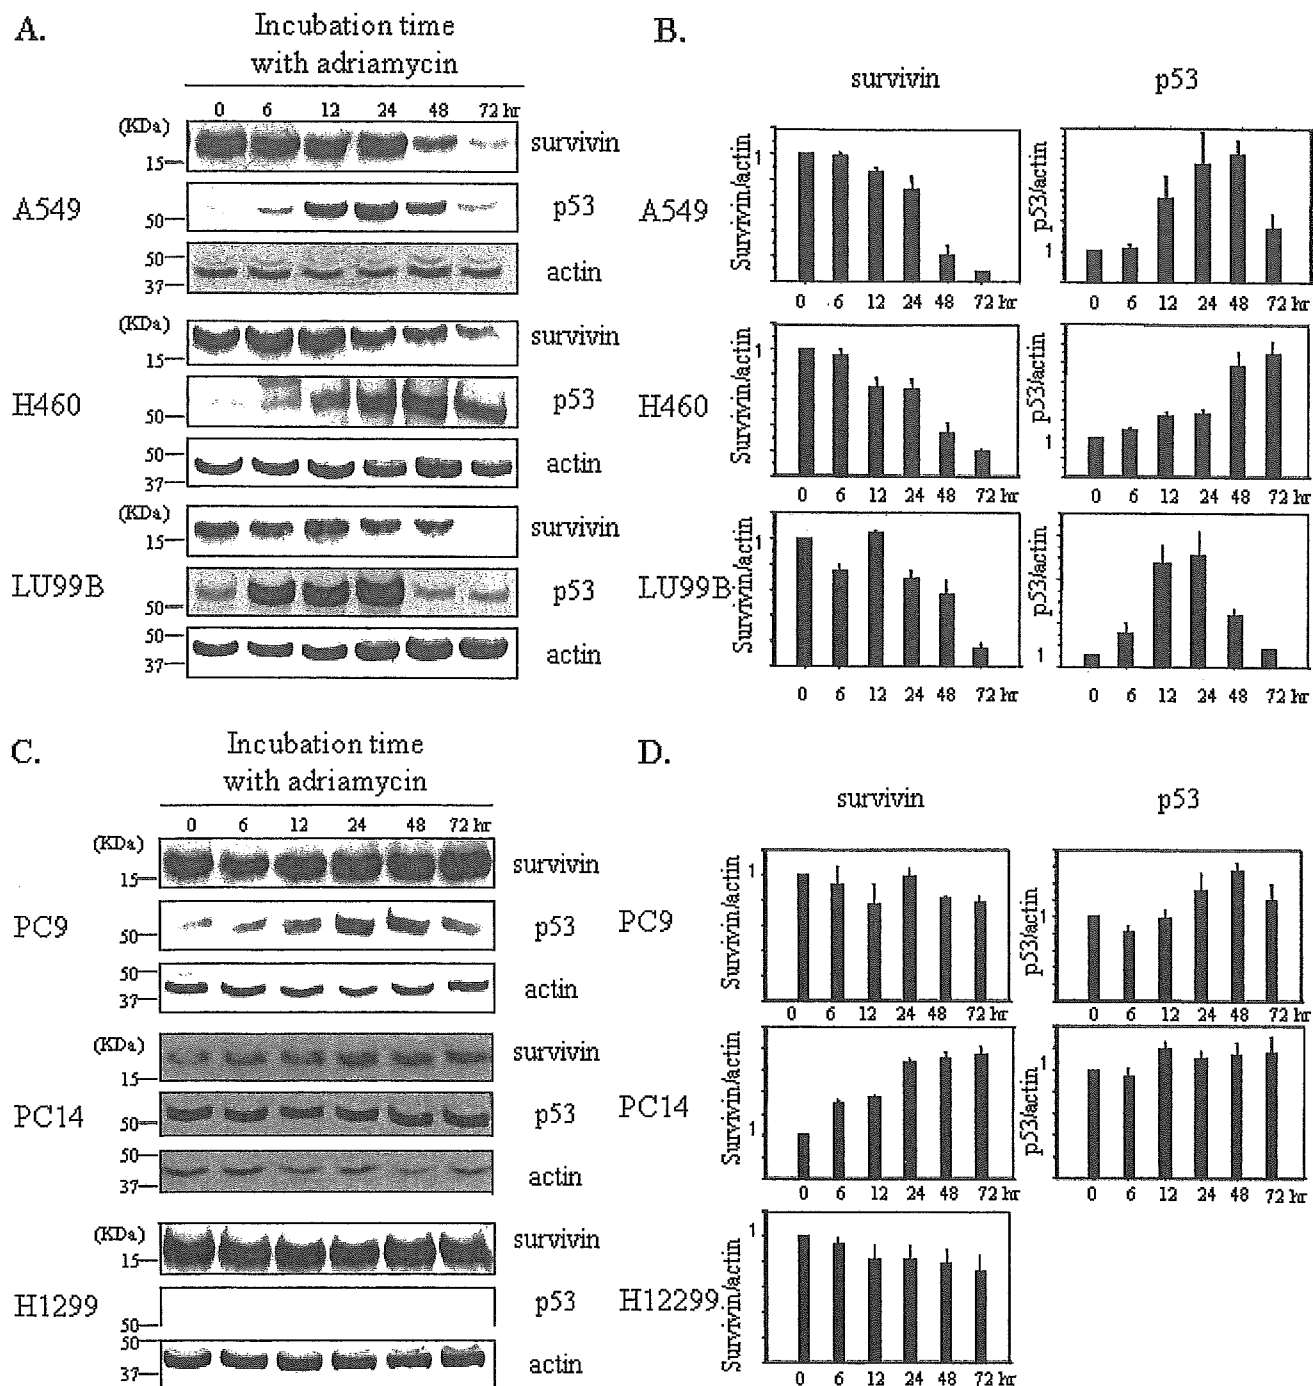 A.
Incubation time
with adriamycin
0 6 12 24 48 72 hr
(KDa)
15
survivin
A549
50
p53
50
37
actin
(KDa)
15
survivin
H460
50
p53
50
37
actin
(KDa)
15
survivin
LU99B
50
p53
50
37
actin
B.
survivin
p53
A549
Survivin/actin
1
0 6 12 24 48 72 hr
p53/actin
1
0 6 12 24 48 72 hr
H460
Survivin/actin
1
0 6 12 24 48 72 hr
p53/actin
1
0 6 12 24 48 72 hr
LU99B
Survivin/actin
1
0 6 12 24 48 72 hr
p53/actin
1
0 6 12 24 48 72 hr
C.
Incubation time
with adriamycin
0 6 12 24 48 72 hr
(KDa)
15
survivin
PC9
50
p53
50
37
actin
(KDa)
15
survivin
PC14
50
p53
50
37
actin
(KDa)
15
survivin
H1299
50
p53
50
37
actin
D.
survivin
p53
PC9
Survivin/actin
1
0 6 12 24 48 72 hr
p53/actin
1
0 6 12 24 48 72 hr
PC14
Survivin/actin
1
0 6 12 24 48 72 hr
p53/actin
1
0 6 12 24 48 72 hr
H12299
Survivin/actin
1
0 6 12 24 48 72 hr